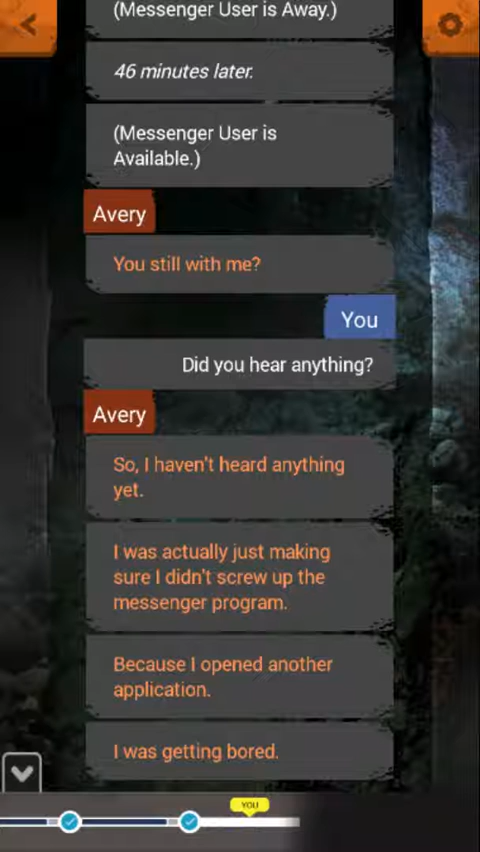 (Messenger User is Away.)
46 minutes later.
(Messenger User is
Available.)
Avery
You still with me?
You
Did you hear anything?
Avery
So, I haven't heard anything
yet.
I was actually just making
sure I didn't screw up the
messenger program.
Because I opened another
application.
I was getting bored.
YOU